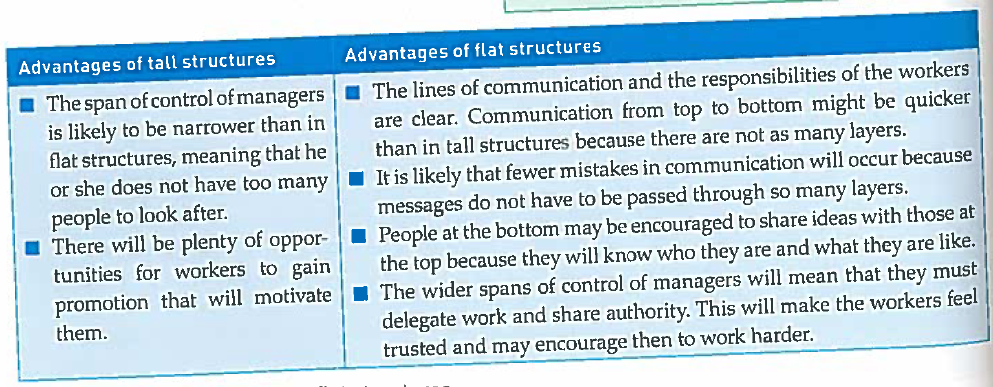 Advantages of tall structures
■ The span of control of managers
is likely to be narrower than in
flat structures, meaning that he
or she does not have too many
people to look after.
■ There will be plenty of oppor-
tunities for workers to gain
promotion that will motivate
them.
Advantages of flat structures
■ The lines of communication and the responsibilities of the workers
are clear. Communication from top to bottom might be quicker
than in tall structures because there are not as many layers.
■ It is likely that fewer mistakes in communication will occur because
messages do not have to be passed through so many layers.
■ People at the bottom may be encouraged to share ideas with those at
the top because they will know who they are and what they are like.
■ The wider spans of control of managers will mean that they must
delegate work and share authority. This will make the workers feel
trusted and may encourage then to work harder.